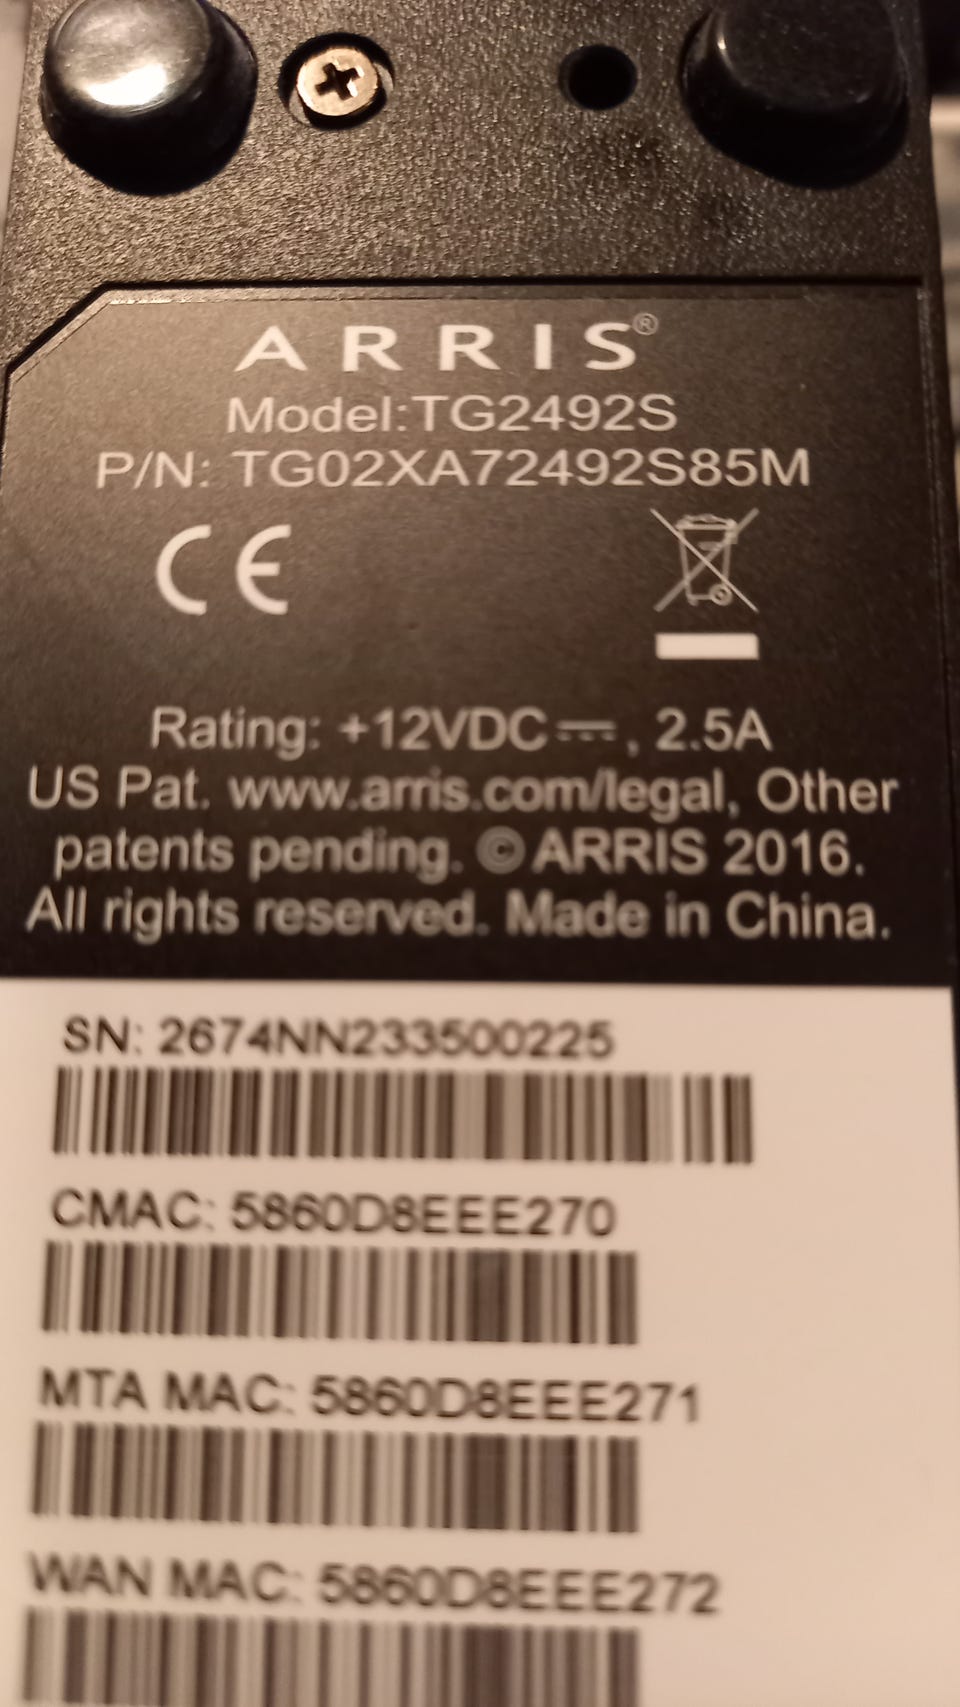 ARRIS®
Model:TG2492S
P/N: TG02XA72492S85M
CE
Rating: +12VDC⎓, 2.5A
US Pat. www.arris.com/legal, Other
patents pending. © ARRIS 2016.
All rights reserved. Made in China.
SN: 2674NN233500225
CMAC: 5860D8EEE270
MTA MAC: 5860D8EEE271
WAN MAC: 5860D8EEE272